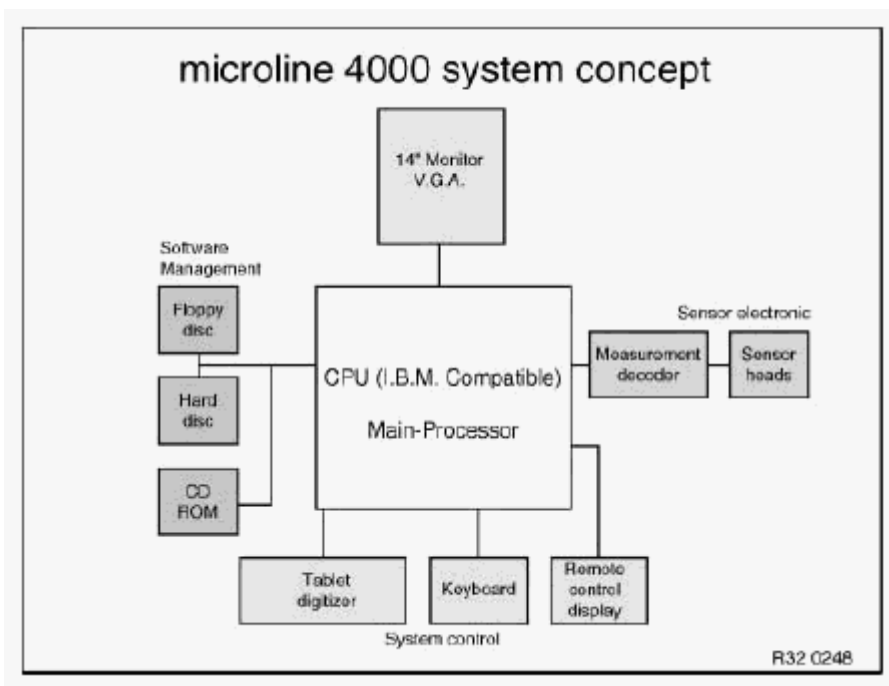 microline 4000 system concept
14" Monitor
V.G.A.
Software
Management
Floppy
disc
Hard
disc
CD
ROM
CPU (I.B.M. Compatible)
Main-Processor
Sensor electronic
Measurement
decoder
Sensor
heads
Tablet
digitizer
Keyboard
Remote
control
display
System control
R32 0248